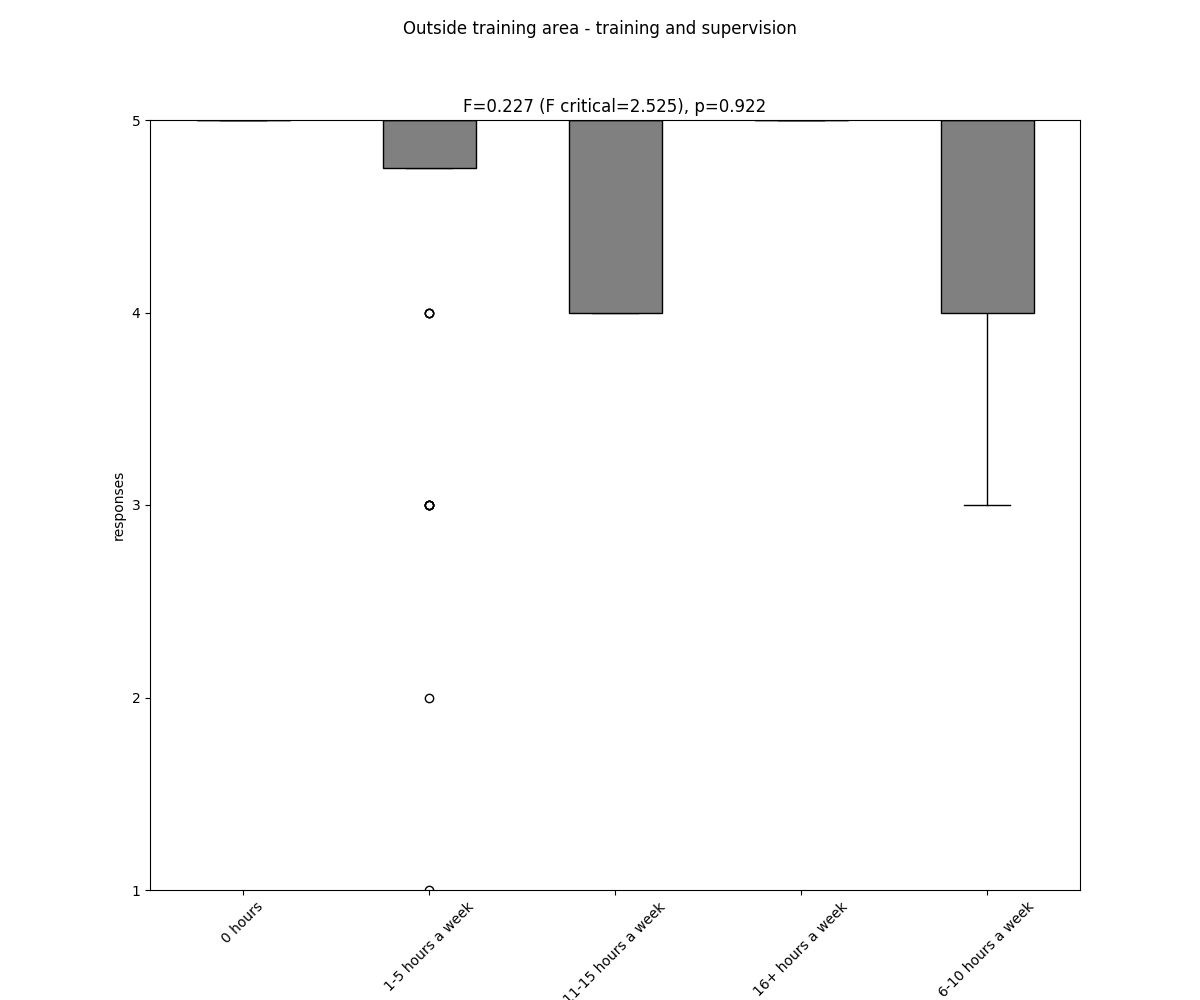 Outside training area - training and supervision
F=0.227 (F critical=2.525), p=0.922
5
4
3
2
1
responses
0 hours
1-5 hours a week
11-15 hours a week
16+ hours a week
6-10 hours a week